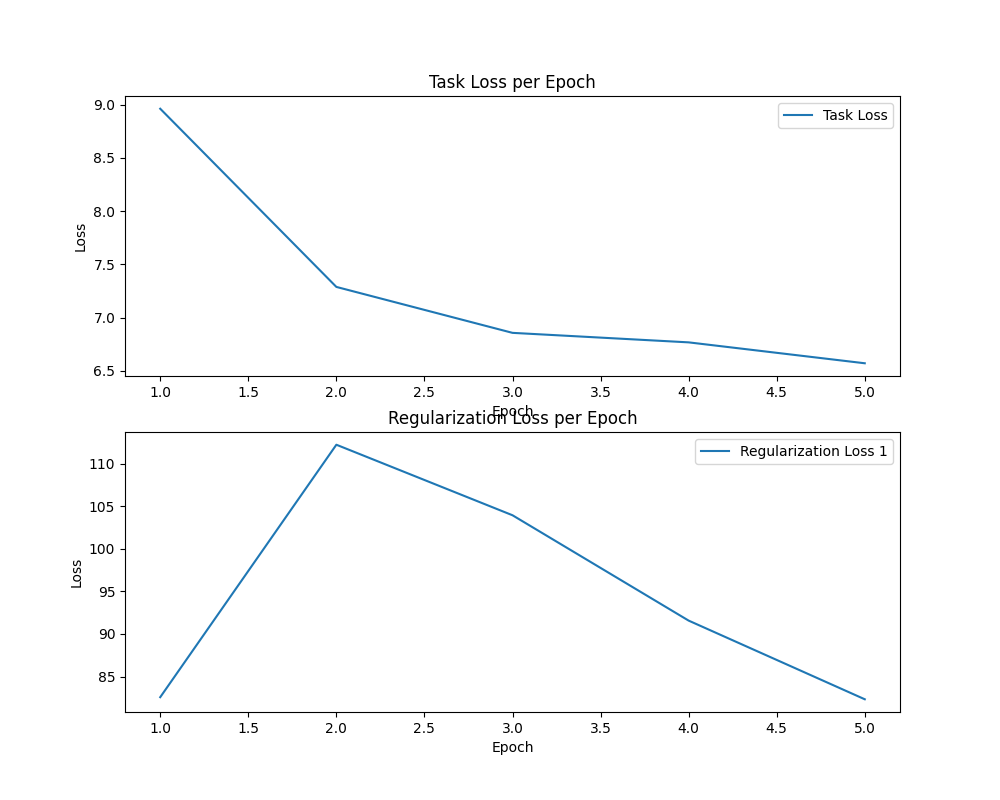 Task Loss per Epoch
Task Loss
9.0
8.5
8.0
7.5
7.0
6.5
Loss
1.0 1.5 2.0 2.5 3.0 3.5 4.0 4.5 5.0
Epoch
Regularization Loss per Epoch
Regularization Loss 1
110
105
100
95
90
85
Loss
1.0 1.5 2.0 2.5 3.0 3.5 4.0 4.5 5.0
Epoch